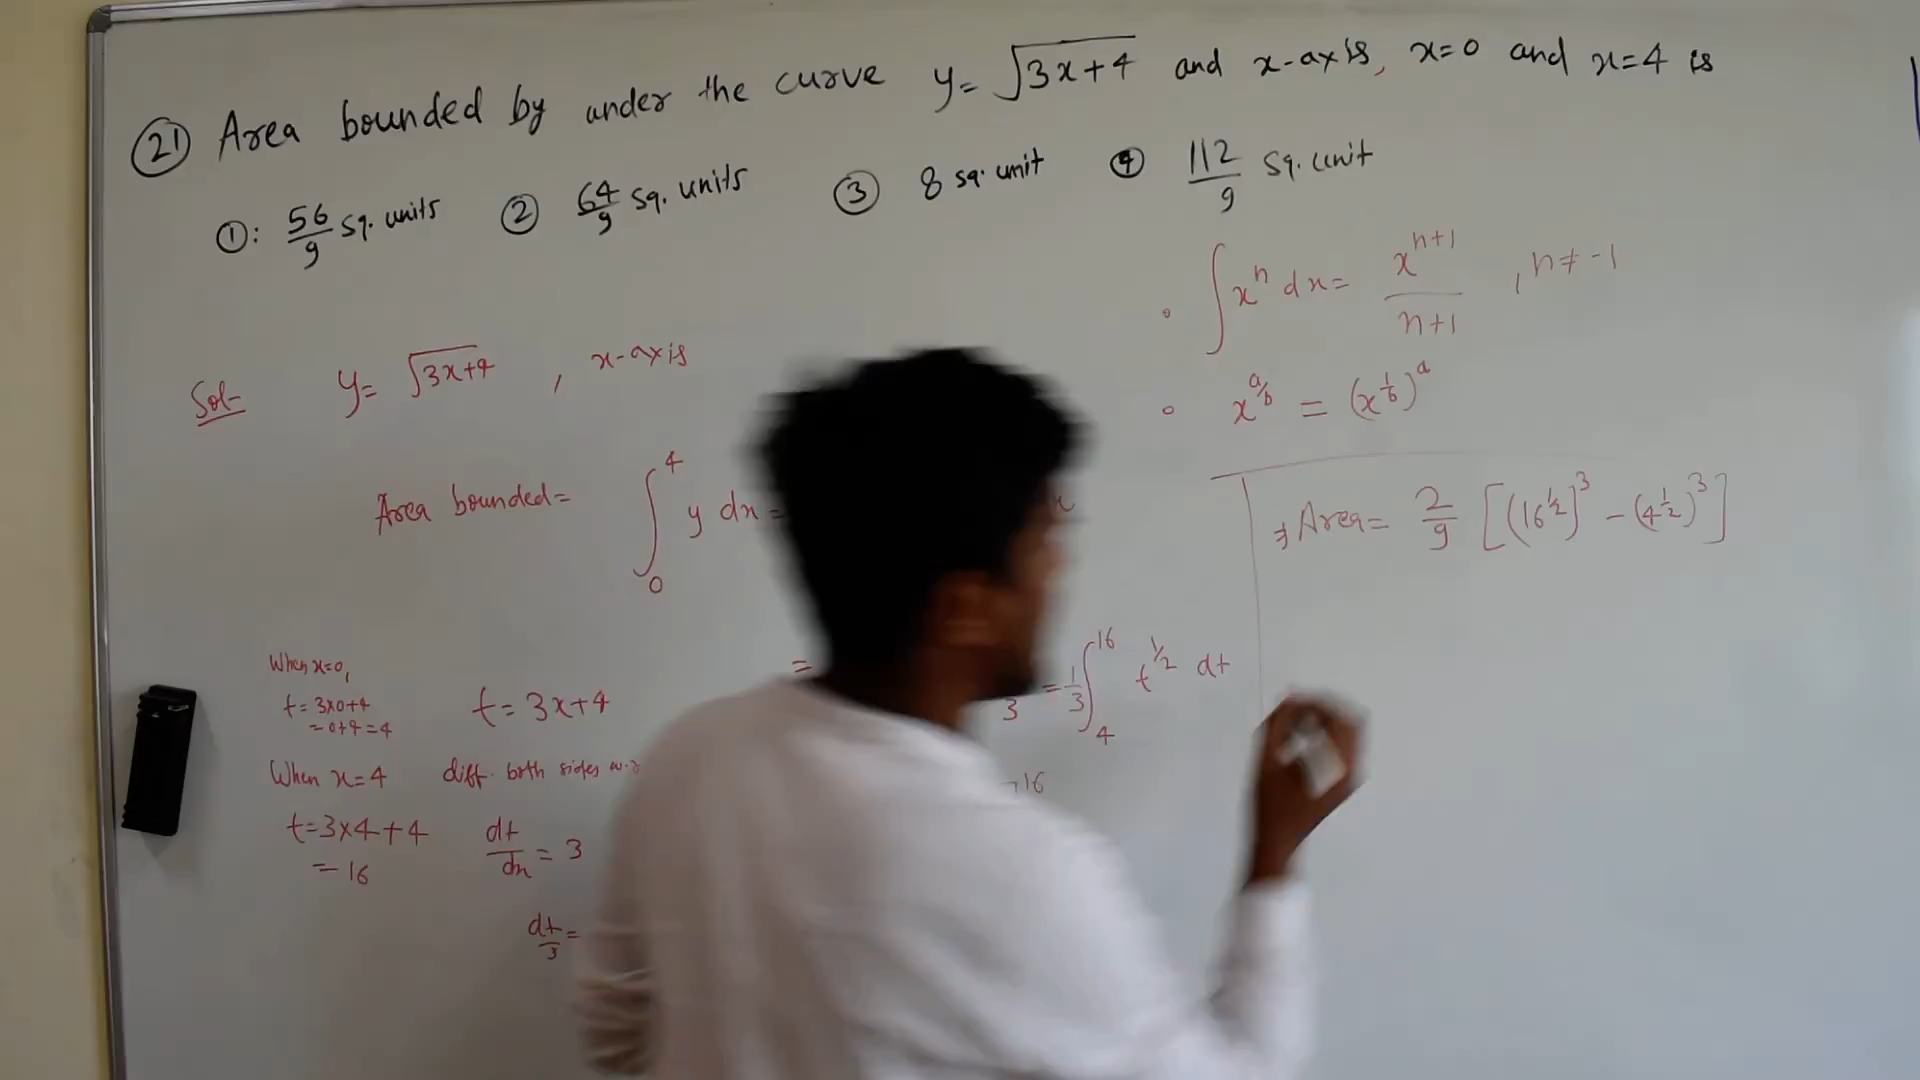 (21) Area bounded by under the curve y = √(3x+4) and x-axis, x=0 and x=4 is
①: 56/9 sq. units ② 64/9 sq. units ③ 8 sq. unit ④ 112/9 sq. unit
∘ ∫ xⁿ dx = xⁿ⁺¹/(n+1) , n ≠ -1
Sol- y = √(3x+4) , x-axis
∘ x^(a/b) = (x^(1/b))^a
Area bounded = ∫₀⁴ y dx =
⇒ Area = 2/9 [(16^(1/2))³ - (4^(1/2))³]
When x=0,
t = 3x0+4
= 0+4 = 4
t = 3x+4
= 3 = 1/3 ∫₄¹⁶ t^(1/2) dt
When x=4
diff. both sides
16
t = 3x4+4
= 16
dt/dx = 3
dt/3 =